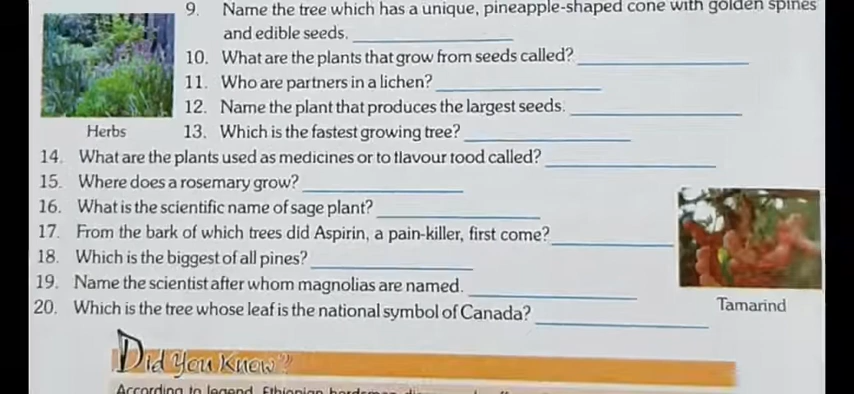 9. Name the tree which has a unique, pineapple-shaped cone with golden spines
and edible seeds.
10. What are the plants that grow from seeds called?
11. Who are partners in a lichen?
12. Name the plant that produces the largest seeds.
Herbs
13. Which is the fastest growing tree?
14. What are the plants used as medicines or to flavour food called?
15. Where does a rosemary grow?
16. What is the scientific name of sage plant?
17. From the bark of which trees did Aspirin, a pain-killer, first come?
18. Which is the biggest of all pines?
19. Name the scientist after whom magnolias are named.
Tamarind
20. Which is the tree whose leaf is the national symbol of Canada?
Did You Know?
According to legend, Ethiopian